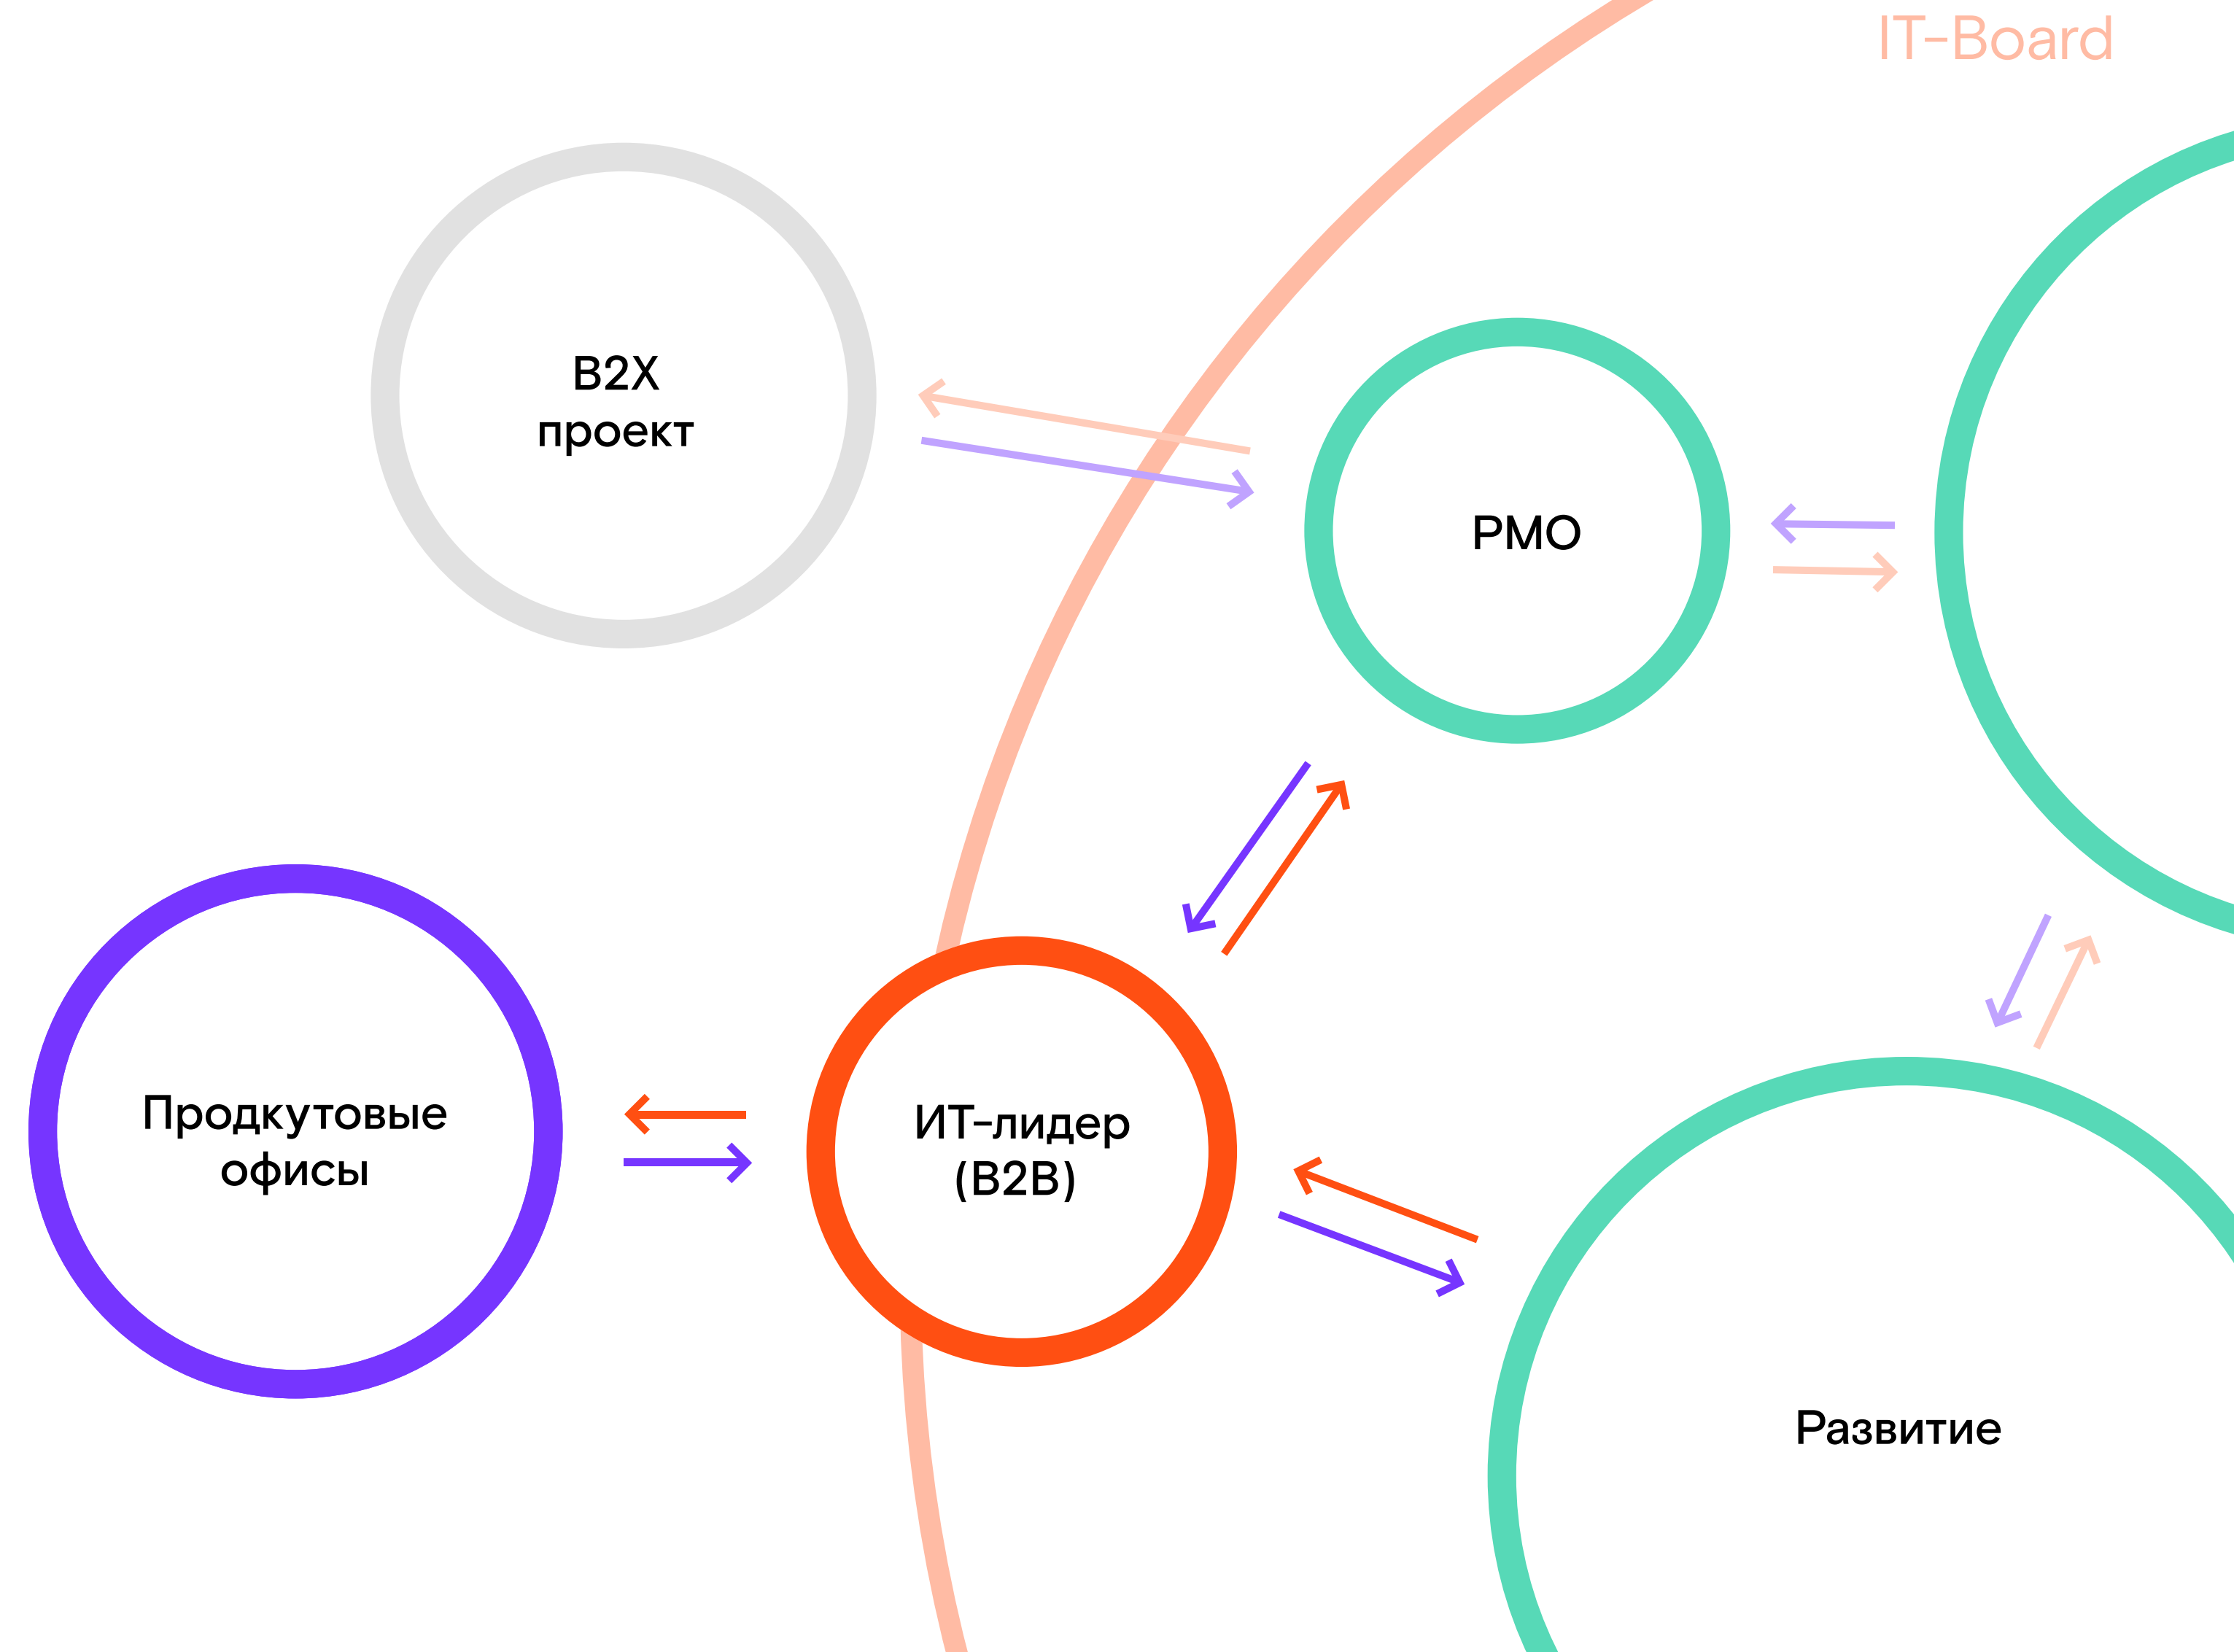 IT-Board
B2X
проект
PMO
Продкутовые
офисы
ИТ-лидер
(B2B)
Развитие